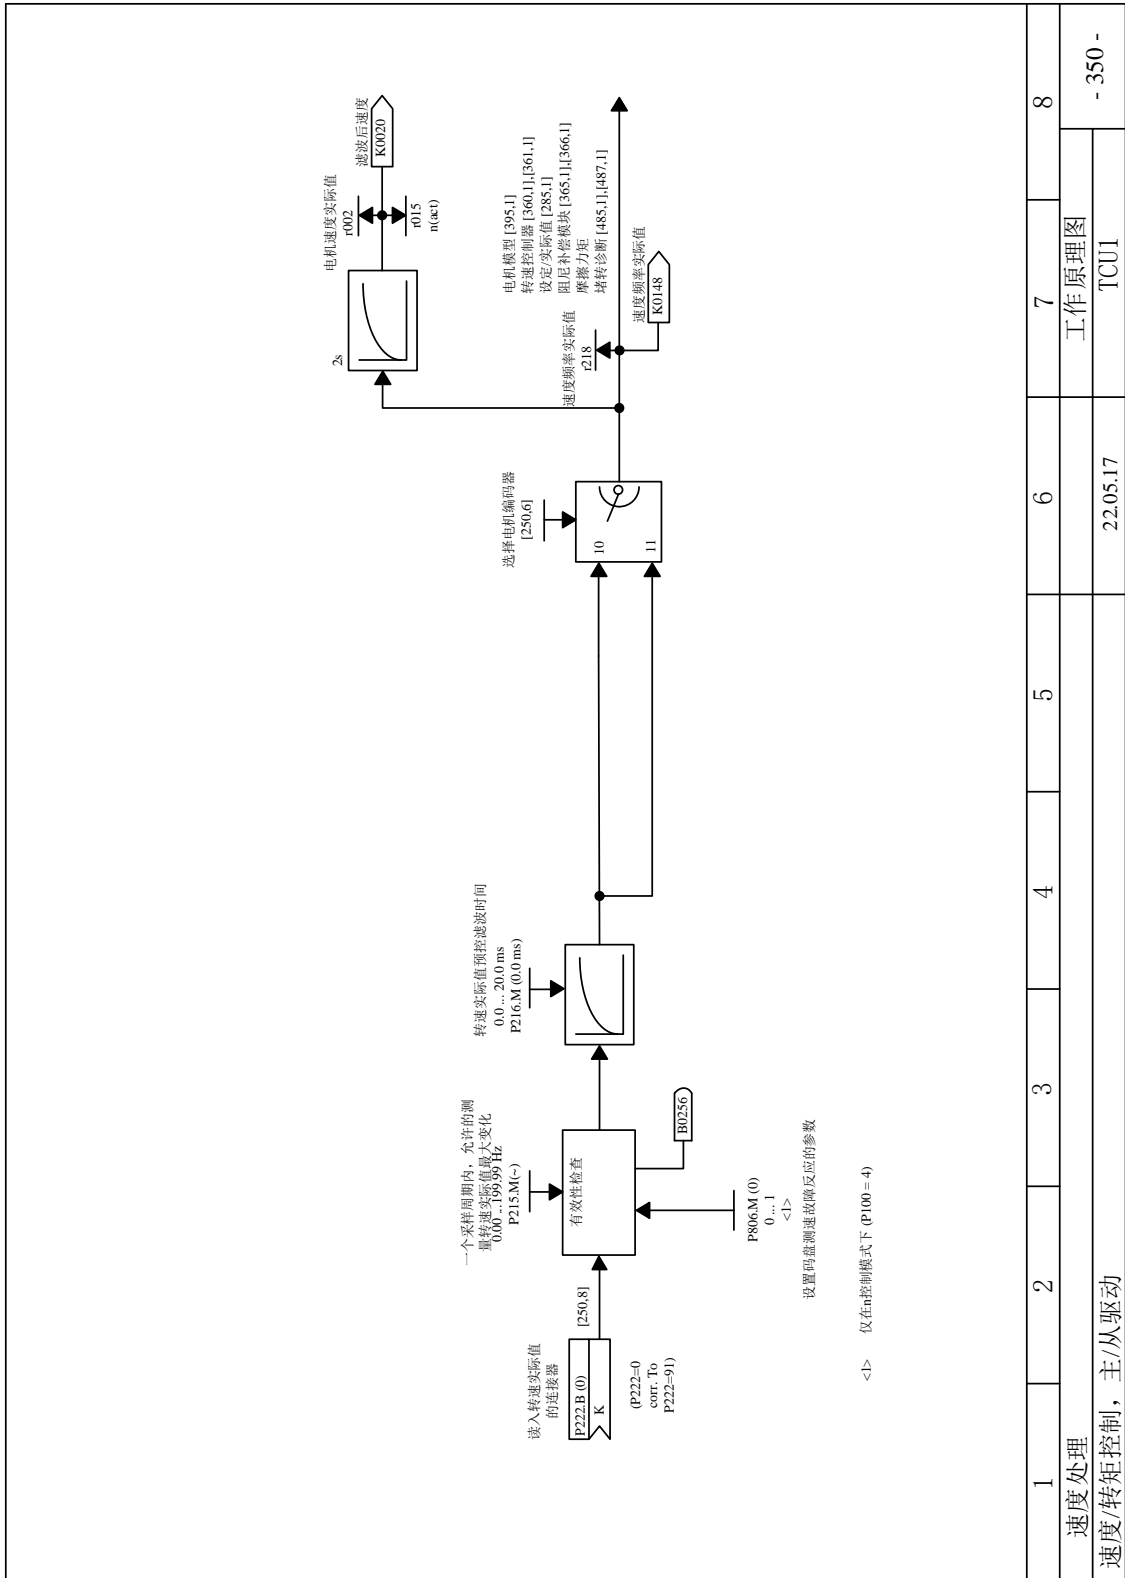 读入转速实际值
的连接器
P222.B (0)
K
(P222=0
corr. To
P222=91)
[250,8]
一个采样周期内，允许的测
量转速实际值最大变化
0.00 ...199.99 Hz
P215.M(~)
有效性检查
B0256
P806.M (0)
0 ... 1
<1>
设置码盘测速故障反应的参数
<1> 仅在n控制模式下 (P100 = 4)
转速实际值预控滤波时间
0.0 ... 20.0 ms
P216.M (0.0 ms)
选择电机编码器
[250,6]
10
11
2s
电机速度实际值
r002
r015
n(act)
滤波后速度
K0020
速度频率实际值
r218
速度频率实际值
K0148
电机模型 [395,1]
转速控制器 [360,1],[361,1]
设定/实际值 [285,1]
阻尼补偿模块 [365,1],[366,1]
摩擦力矩
堵转诊断 [485,1],[487,1]
1 2 3 4 5 6 7 8
速度处理
工作原理图
- 350 -
速度/转矩控制，主/从驱动
22.05.17
TCU1